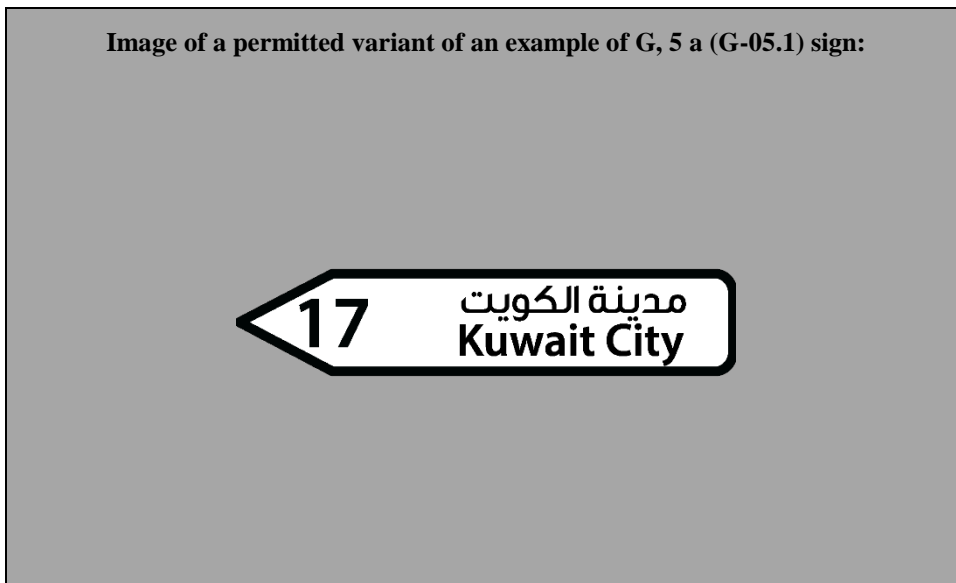 Image of a permitted variant of an example of G, 5 a (G-05.1) sign:
17
مدينة الكويت
Kuwait City